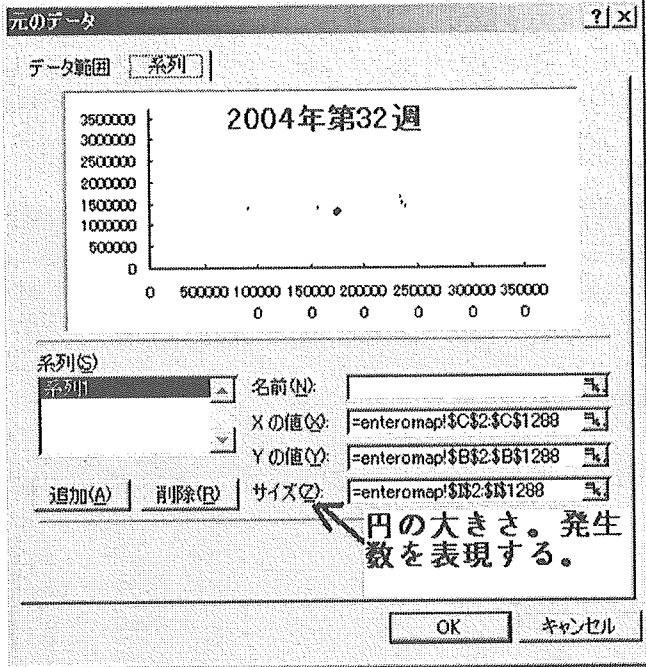 元のデータ
データ範囲 系列
2004年第32週
3500000
3000000
2500000
2000000
1500000
1000000
500000
0
0 500000 100000 150000 200000 250000 300000 350000
0 0 0 0 0 0
系列(S)
系列1
名前(N):
Xの値(X): =enteromap!$C$2:$C$1288
Yの値(Y): =enteromap!$B$2:$B$1288
追加(A) 削除(R) サイズ(Z):
円の大きさ。発生
数を表現する。
OK キャンセル